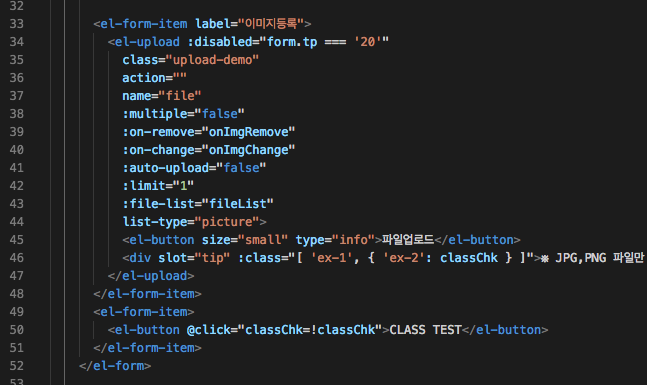 32
33 <el-form-item label="이미지등록">
34 <el-upload :disabled="form.tp === '20'"
35 class="upload-demo"
36 action=""
37 name="file"
38 :multiple="false"
39 :on-remove="onImgRemove"
40 :on-change="onImgChange"
41 :auto-upload="false"
42 :limit="1"
43 :file-list="fileList"
44 list-type="picture">
45 <el-button size="small" type="info">파일업로드</el-button>
46 <div slot="tip" :class="[ 'ex-1', { 'ex-2': classChk } ]">※ JPG,PNG 파일만
47 </el-upload>
48 </el-form-item>
49 <el-form-item>
50 <el-button @click="classChk=!classChk">CLASS TEST</el-button>
51 </el-form-item>
52 </el-form>
53